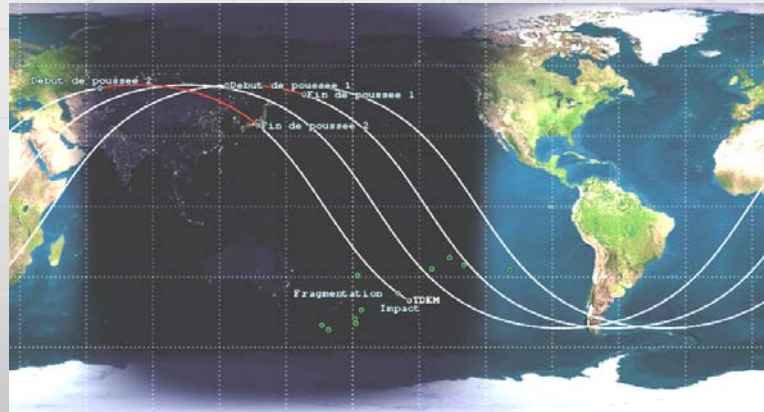 Debut de poussee 2
Debut de poussee 1
Fin de poussee 1
Fin de poussee 2
Fragmentation
TDEM
Impact